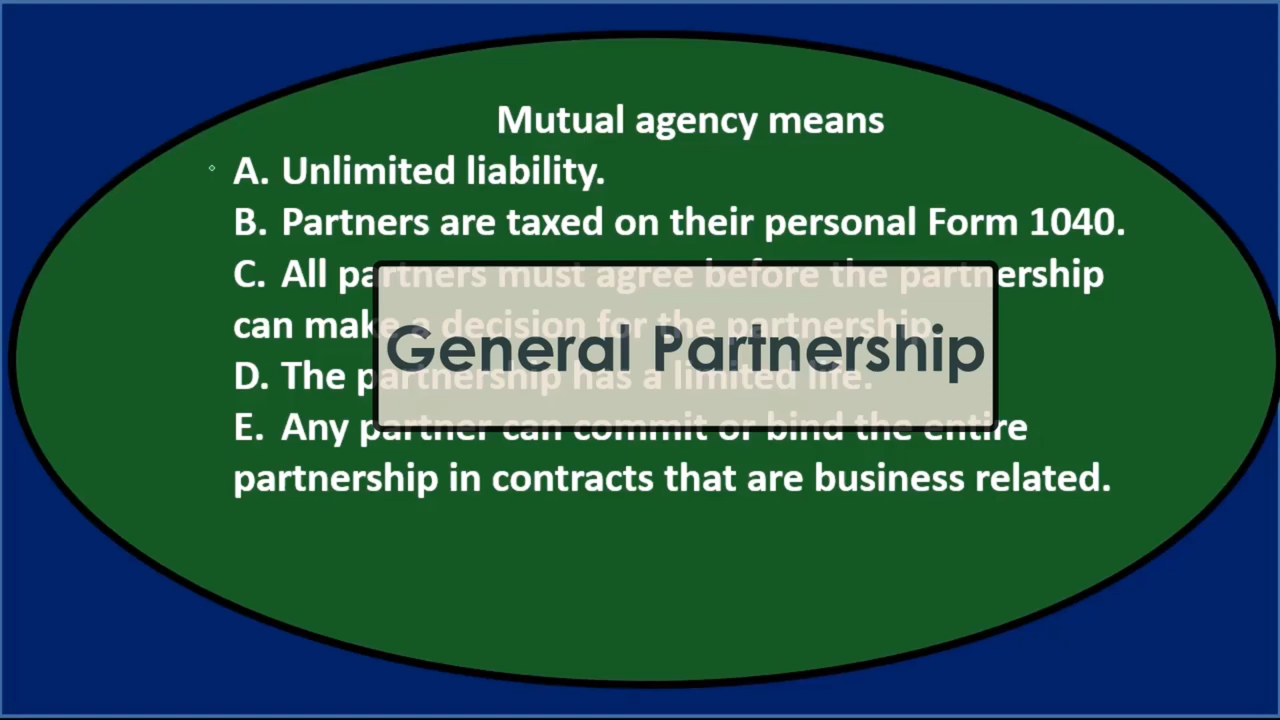 Mutual agency means
A. Unlimited liability.
B. Partners are taxed on their personal Form 1040.
C. All partners must agree before the partnership
can make a decision for the partnership.
General Partnership
D. The partnership has a limited life.
E. Any partner can commit or bind the entire
partnership in contracts that are business related.